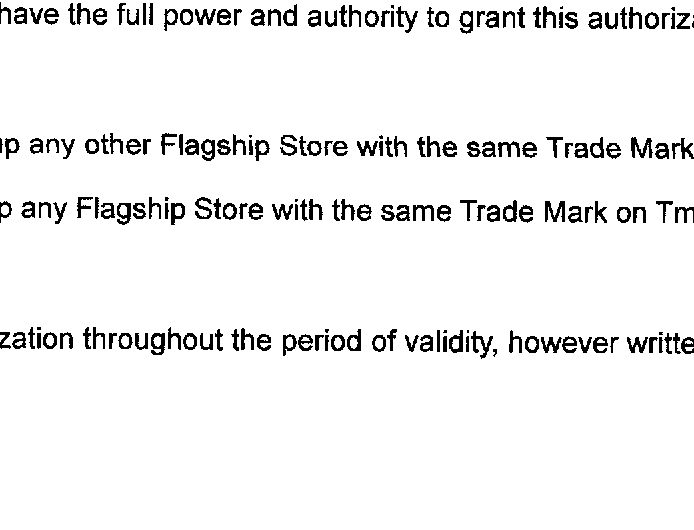 have the full power and authority to grant this authoriz
up any other Flagship Store with the same Trade Mark
p any Flagship Store with the same Trade Mark on Tm
zation throughout the period of validity, however writte